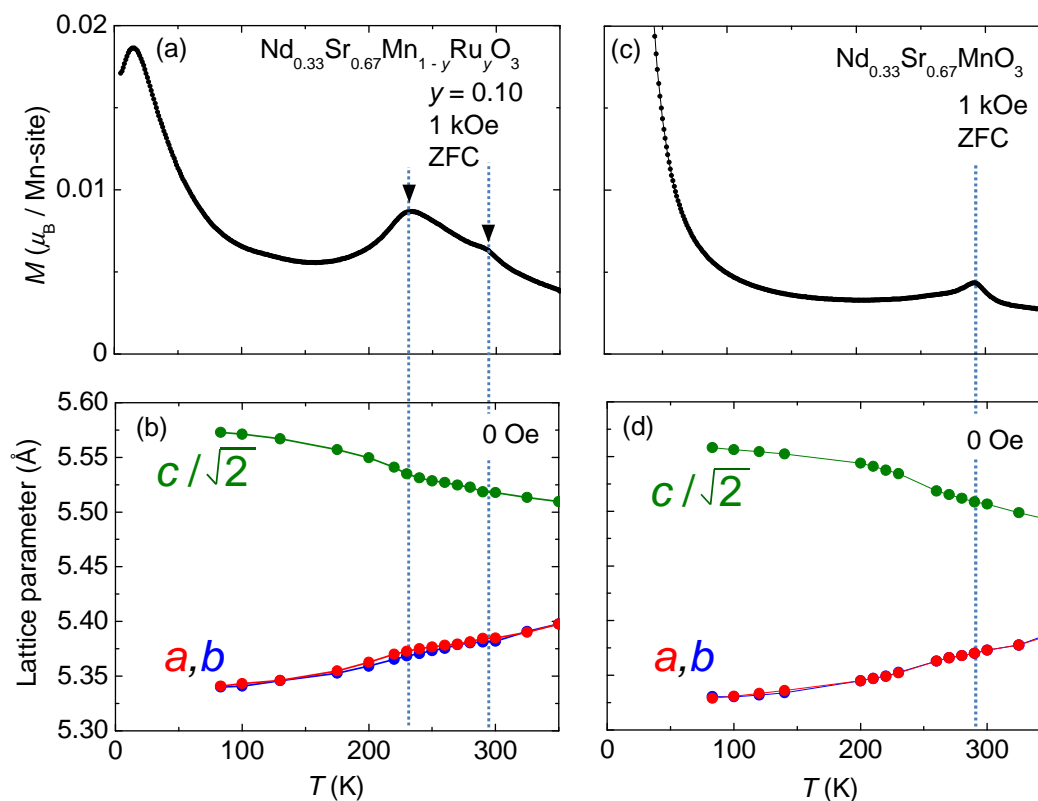 (a)
Nd0.33Sr0.67Mn1 - yRuyO3
y = 0.10
1 kOe
ZFC
0.02
0.01
0
M (μB / Mn-site)
(c)
Nd0.33Sr0.67MnO3
1 kOe
ZFC
(b)
0 Oe
c / √2
a,b
5.60
5.55
5.50
5.45
5.40
5.35
5.30
Lattice parameter (Å)
0 100 200 300
T (K)
(d)
0 Oe
c / √2
a,b
100 200 300
T (K)